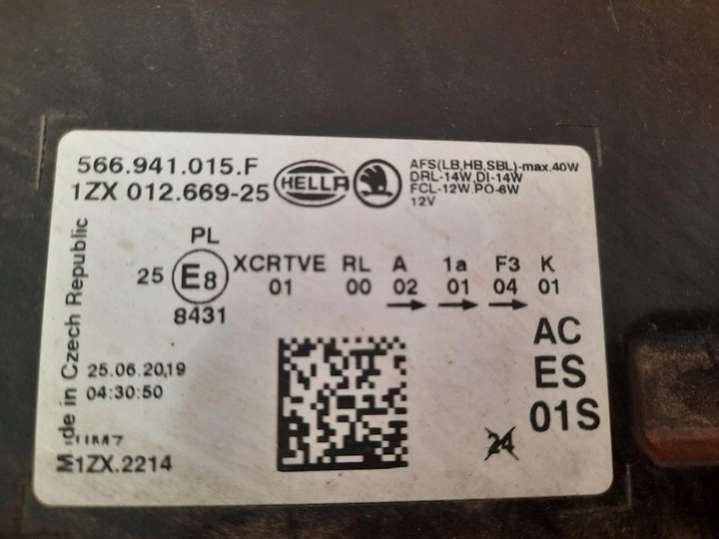 566.941.015.F
1ZX 012.669-25
HELLA
AFS(LB,HB,SBL)-max.40W
DRL-14W,DI-14W
FCL-12W.PO-6W
12V
PL
25 E8 XCRTVE RL A 1a F3 K
01 00 02 01 04 01
8431
Made in Czech Republic
25.06.2019
04:30:50
AC
ES
01S
24
1ZX.2214